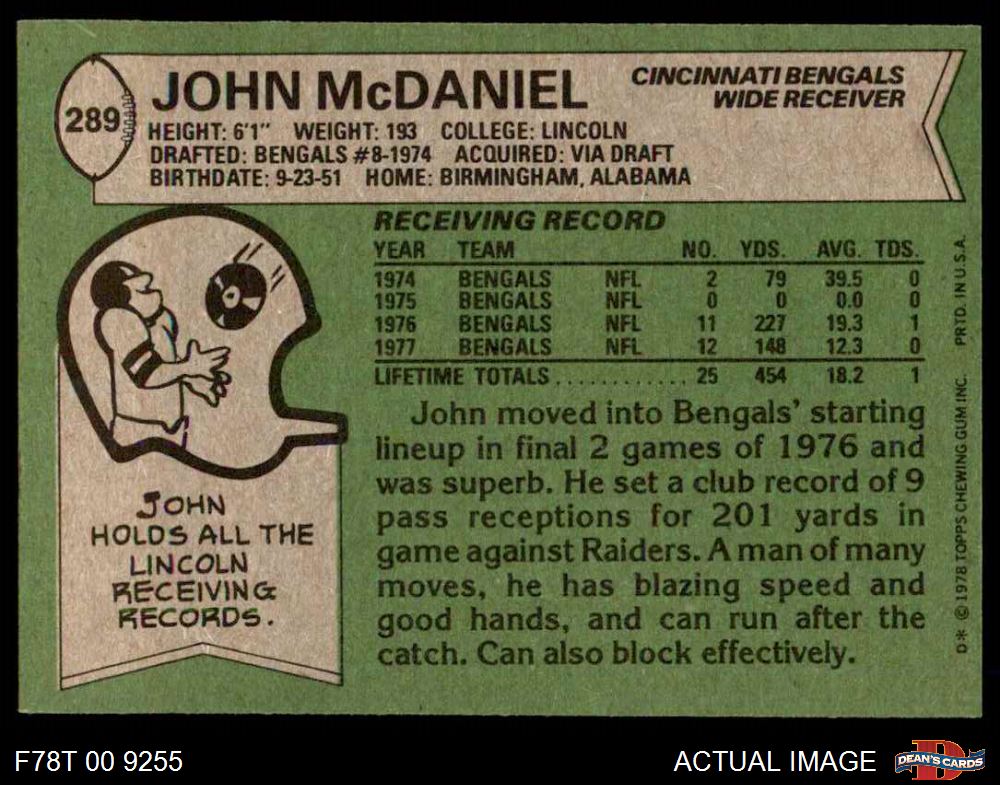 289
JOHN McDANIEL
CINCINNATI BENGALS
WIDE RECEIVER
HEIGHT: 6'1" WEIGHT: 193 COLLEGE: LINCOLN
DRAFTED: BENGALS #8-1974 ACQUIRED: VIA DRAFT
BIRTHDATE: 9-23-51 HOME: BIRMINGHAM, ALABAMA
RECEIVING RECORD
YEAR TEAM NO. YDS. AVG. TDS.
1974 BENGALS NFL 2 79 39.5 0
1975 BENGALS NFL 0 0 0.0 0
1976 BENGALS NFL 11 227 19.3 1
1977 BENGALS NFL 12 148 12.3 0
LIFETIME TOTALS............ 25 454 18.2 1
John moved into Bengals' starting
lineup in final 2 games of 1976 and
was superb. He set a club record of 9
pass receptions for 201 yards in
game against Raiders. A man of many
moves, he has blazing speed and
good hands, and can run after the
catch. Can also block effectively.
JOHN
HOLDS ALL THE
LINCOLN
RECEIVING
RECORDS.
D* © 1978 TOPPS CHEWING GUM INC. PRTD. IN U.S.A.
F78T 00 9255
ACTUAL IMAGE
DEAN'S CARDS